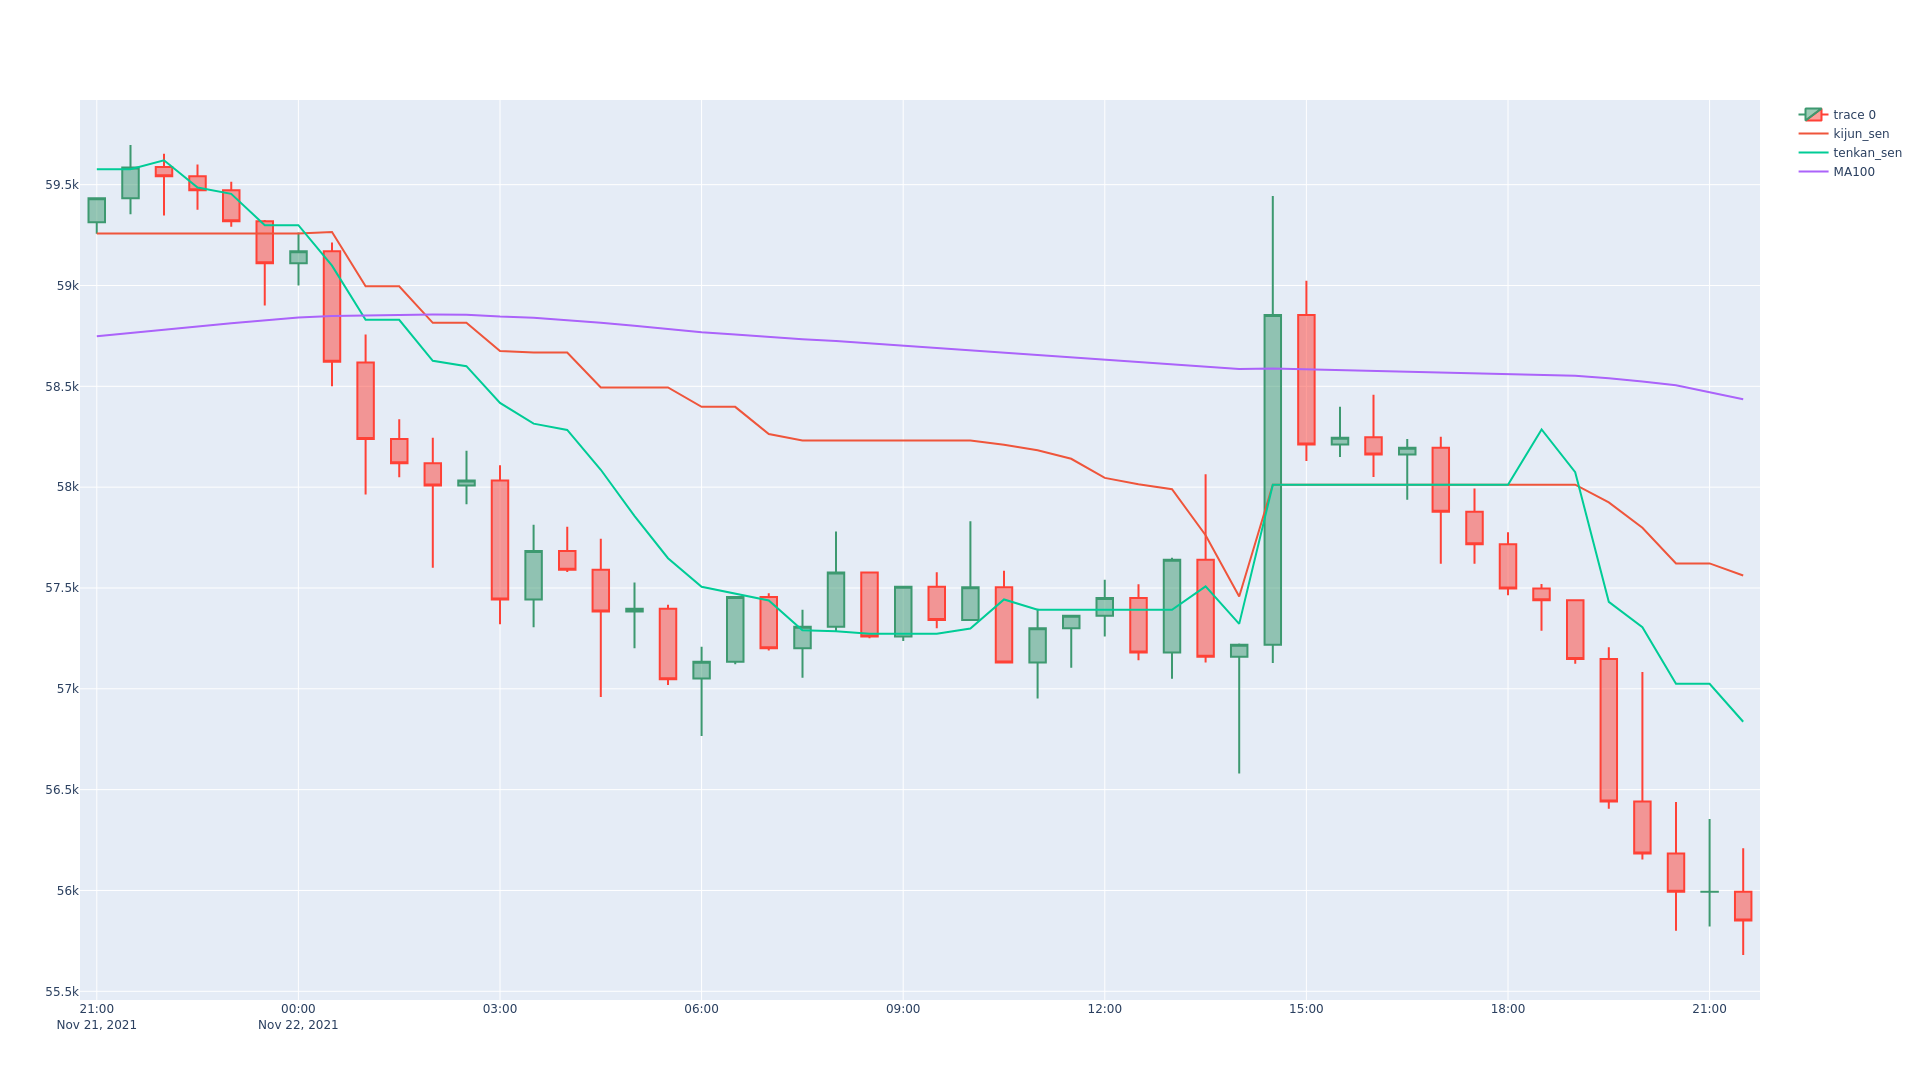 trace 0
kijun_sen
tenkan_sen
MA100
59.5k
59k
58.5k
58k
57.5k
57k
56.5k
56k
55.5k
21:00 00:00 03:00 06:00 09:00 12:00 15:00 18:00 21:00
Nov 21, 2021 Nov 22, 2021